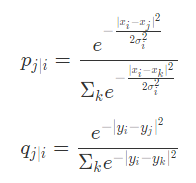 p_{j|i} = \frac{e^{-\frac{|x_i - x_j|^2}{2\sigma_i^2}}}{\Sigma_k e^{-\frac{|x_i - x_k|^2}{2\sigma_i^2}}}
q_{j|i} = \frac{e^{-|y_i - y_j|^2}}{\Sigma_k e^{-|y_i - y_k|^2}}